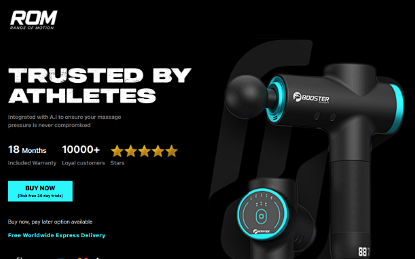 ROM
RANGE OF MOTION
TRUSTED BY
ATHLETES
Integrated with A.I to ensure your massage
pressure is never compromised
18 Months
10000+
Included Warranty
Loyal customers
Stars
BUY NOW
(Risk free 28 day trials)
Buy now, pay later option available
Free Worldwide Express Delivery
BOOSTER
BOOSTER
88